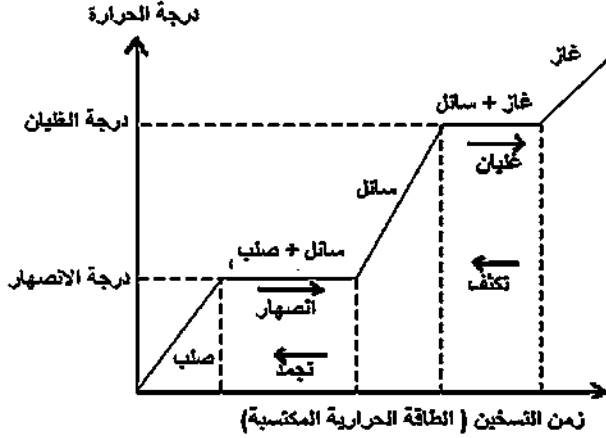 درجة الحرارة
غاز
غاز + سائل
درجة الغليان
غليان
سائل
سائل + صلب
تكثف
درجة الانصهار
انصهار
صلب
تجمد
زمن التسخين ( الطاقة الحرارية المكتسبة)